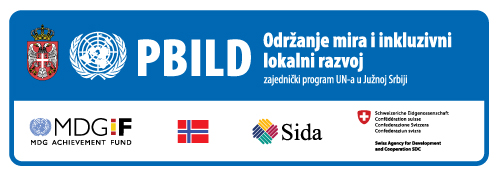 PBILD
Održanje mira i inkluzivni
lokalni razvoj
zajednički program UN-a u Južnoj Srbiji
MDG:F
MDG ACHIEVEMENT FUND
Sida
Schweizerische Eidgenossenschaft
Confédération suisse
Confederazione Svizzera
Confederaziun svizra
Swiss Agency for Development
and Cooperation SDC